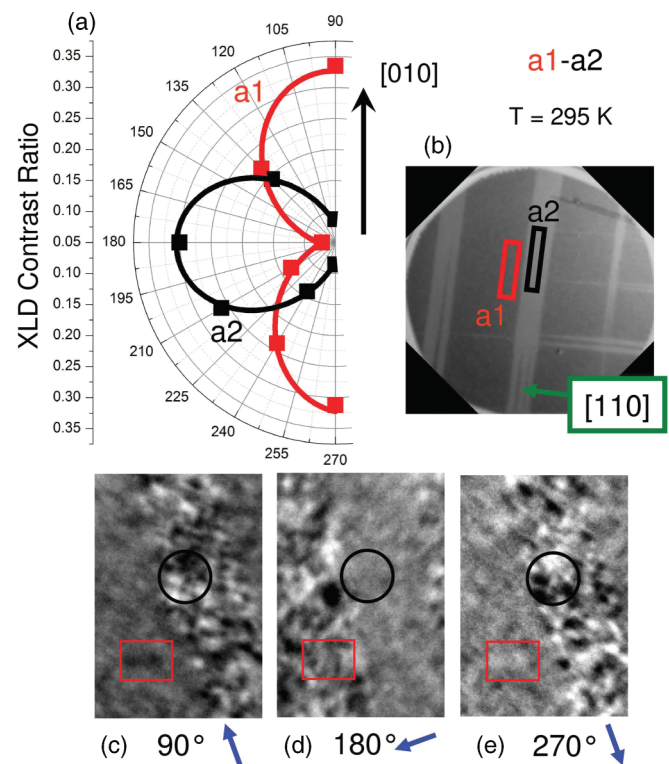 (a)
XLD Contrast Ratio
0.35
0.30
0.25
0.20
0.15
0.10
0.05
0.10
0.15
0.20
0.25
0.30
0.35
90
105
120
135
150
165
180
195
210
225
240
255
270
a1
a2
[010]
a1-a2
T = 295 K
(b)
a2
a1
[110]
(c) 90°
(d) 180°
(e) 270°